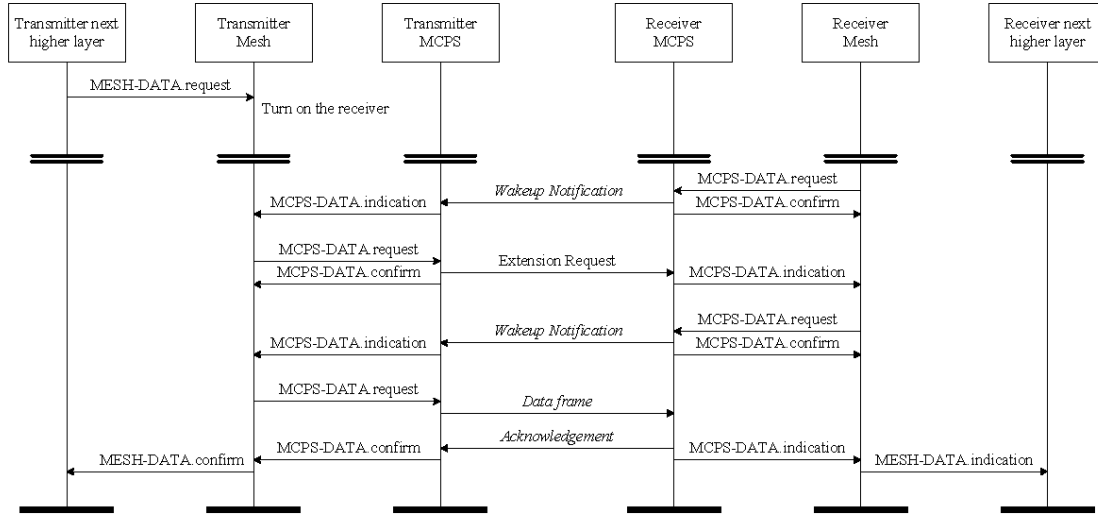 Transmitter next
higher layer
Transmitter
Mesh
Transmitter
MCPS
Receiver
MCPS
Receiver
Mesh
Receiver next
higher layer
MESH-DATA.request
Turn on the receiver
MCPS-DATA.request
Wakeup Notification
MCPS-DATA.indication
MCPS-DATA.confirm
MCPS-DATA.request
MCPS-DATA.confirm
Extension Request
MCPS-DATA.indication
MCPS-DATA.request
Wakeup Notification
MCPS-DATA.indication
MCPS-DATA.confirm
MCPS-DATA.request
Data frame
Acknowledgement
MCPS-DATA.confirm
MCPS-DATA.indication
MESH-DATA.confirm
MESH-DATA.indication